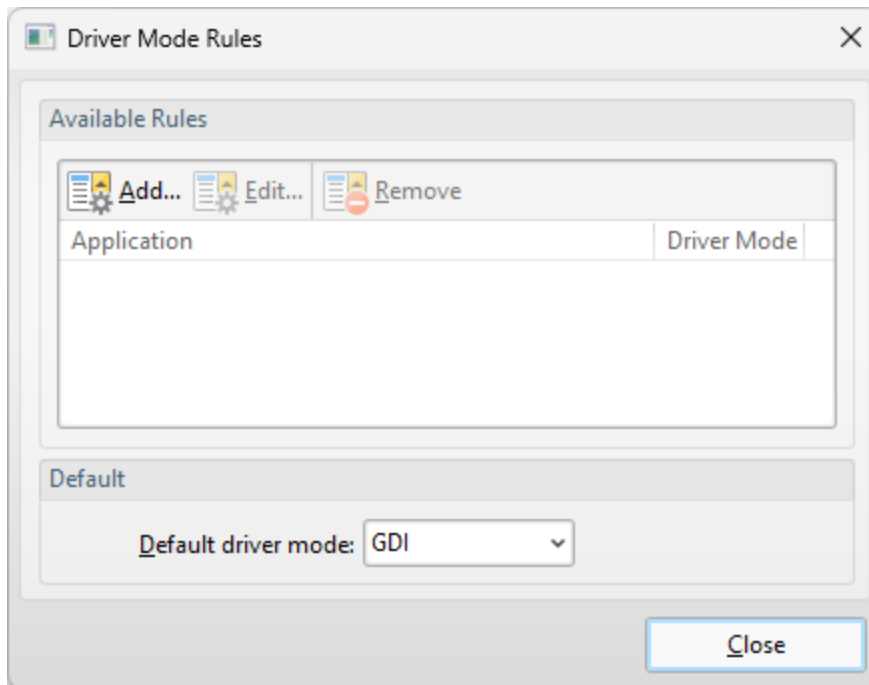 Driver Mode Rules
Available Rules
Add... Edit... Remove
Application Driver Mode
Default
Default driver mode: GDI
Close